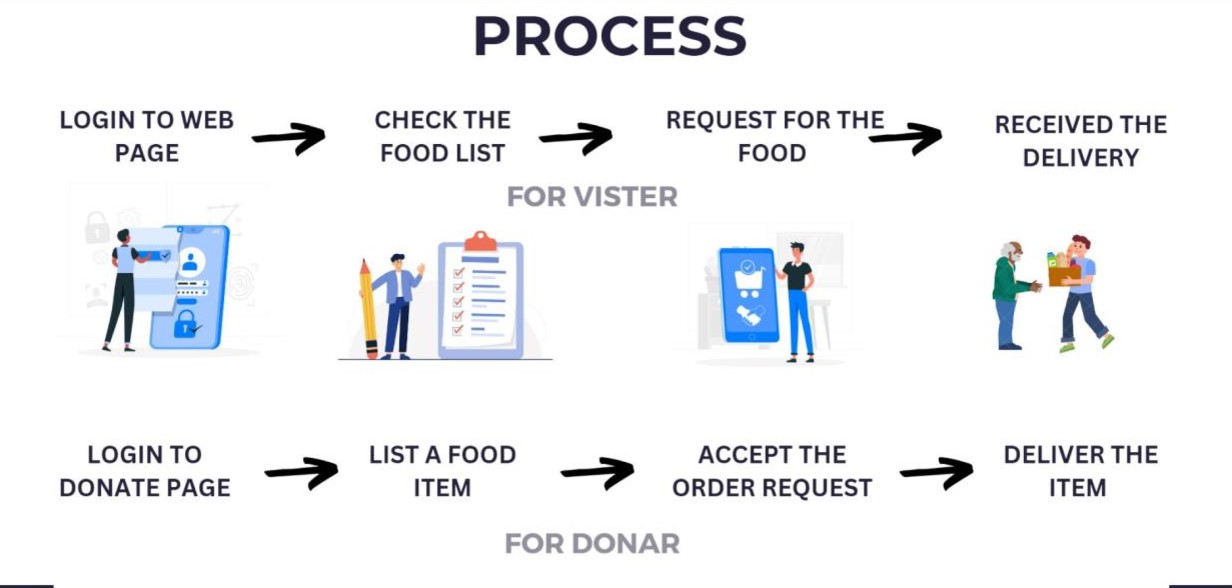 PROCESS
LOGIN TO WEB
PAGE
CHECK THE
FOOD LIST
REQUEST FOR THE
FOOD
RECEIVED THE
DELIVERY
FOR VISTER
LOGIN TO
DONATE PAGE
LIST A FOOD
ITEM
ACCEPT THE
ORDER REQUEST
DELIVER THE
ITEM
FOR DONAR